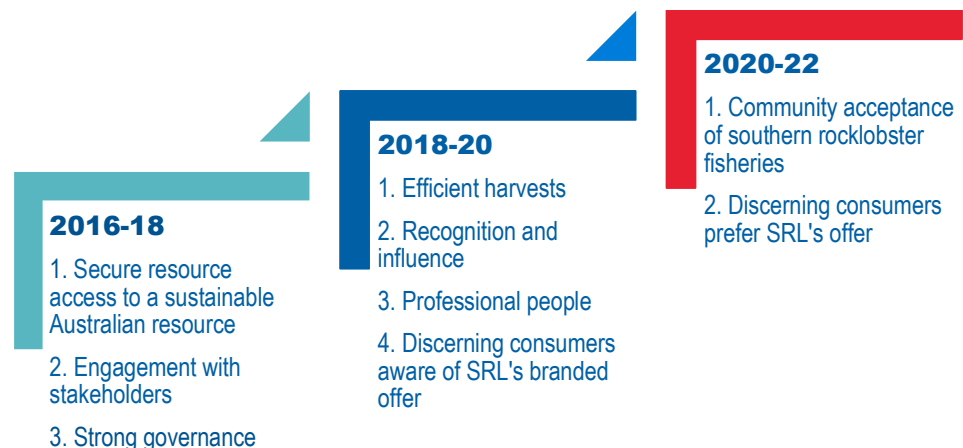 2016-18
1. Secure resource
access to a sustainable
Australian resource
2. Engagement with
stakeholders
3. Strong governance
2018-20
1. Efficient harvests
2. Recognition and
influence
3. Professional people
4. Discerning consumers
aware of SRL's branded
offer
2020-22
1. Community acceptance
of southern rocklobster
fisheries
2. Discerning consumers
prefer SRL's offer